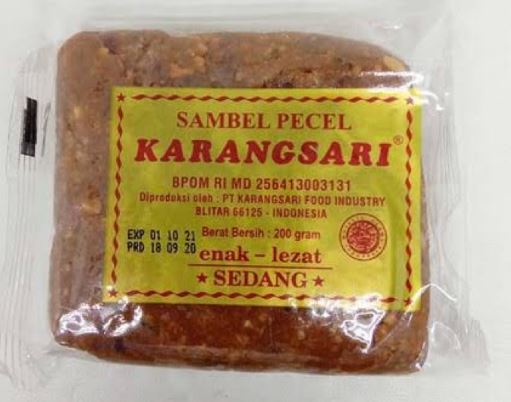 SAMBEL PECEL
KARANGSARI®
BPOM RI MD 256413003131
Diproduksi oleh : PT KARANGSARI FOOD INDUSTRY
BLITAR 66125 - INDONESIA
EXP 01 10 21
PRD 18 09 20
Berat Bersih : 200 gram
enak – lezat
★ SEDANG ★